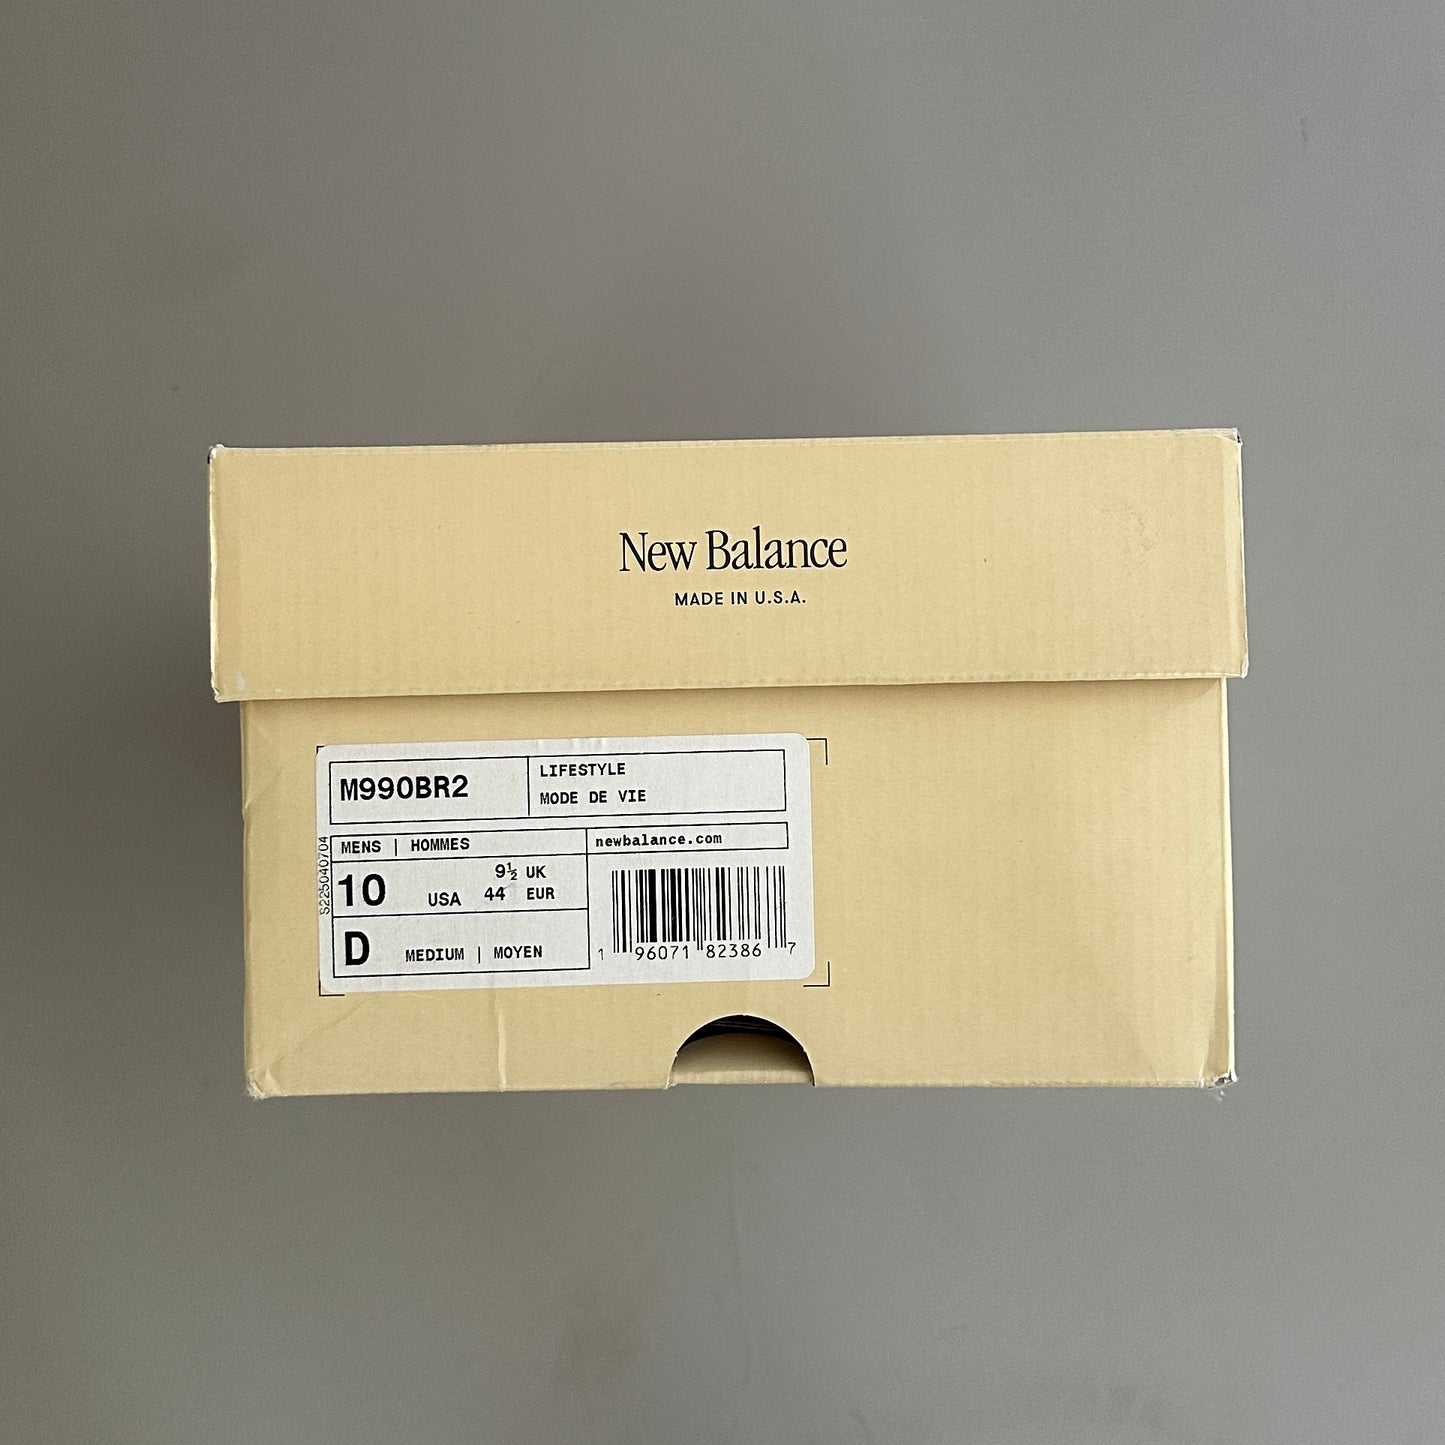 New Balance
MADE IN U.S.A.
M990BR2
LIFESTYLE
MODE DE VIE
MENS | HOMMES
newbalance.com
10 USA
9½ UK
44 EUR
D MEDIUM | MOYEN
1 96071 82386 7
S225040704